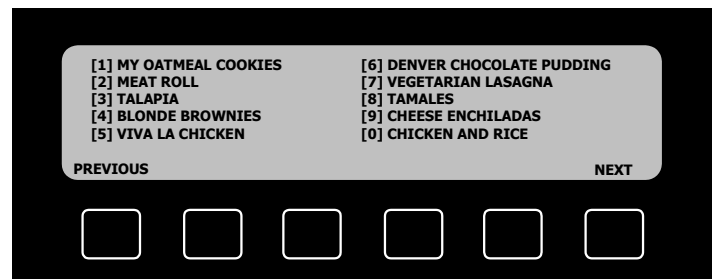 [1] MY OATMEAL COOKIES
[2] MEAT ROLL
[3] TALAPIA
[4] BLONDE BROWNIES
[5] VIVA LA CHICKEN
[6] DENVER CHOCOLATE PUDDING
[7] VEGETARIAN LASAGNA
[8] TAMALES
[9] CHEESE ENCHILADAS
[0] CHICKEN AND RICE
PREVIOUS
NEXT